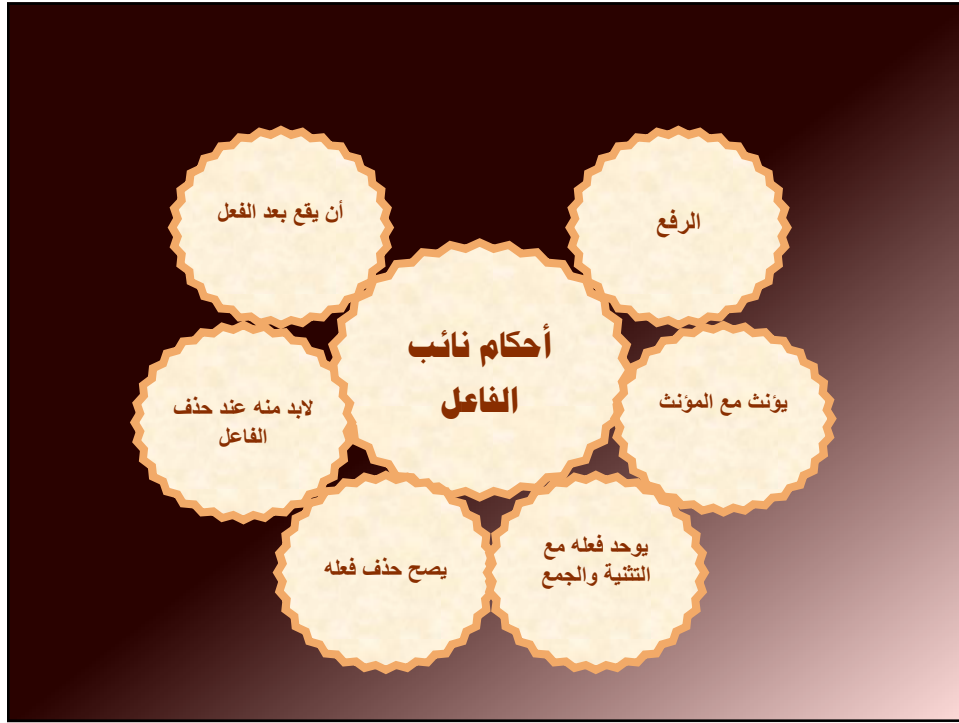 أحكام نائب
الفاعل
الرفع
أن يقع بعد الفعل
يؤنث مع المؤنث
لابد منه عند حذف
الفاعل
يوحد فعله مع
التثنية والجمع
يصح حذف فعله